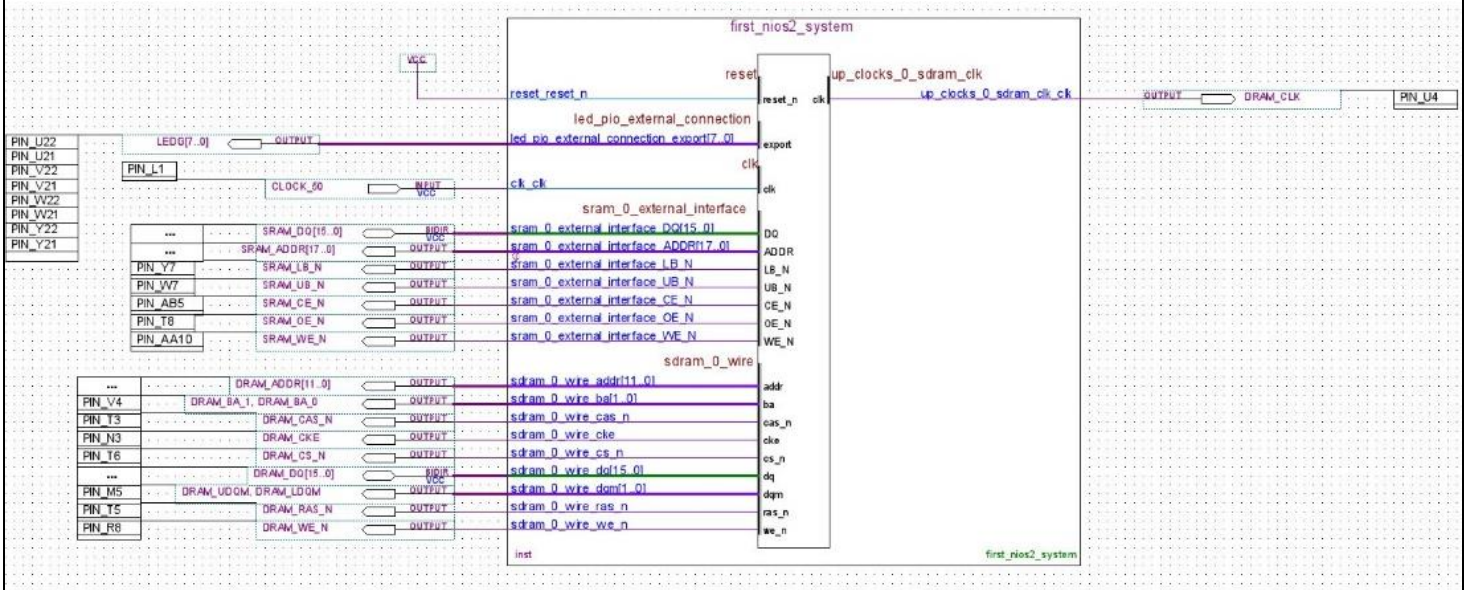 first_nios2_system
VCC
reset up_clocks_0_sdram_clk
reset_reset_n reset_n clk up_clocks_0_sdram_clk_clk OUTPUT DRAM_CLK PIN_U4
led_pio_external_connection
PIN_U22 LEDG[7..0] OUTPUT led_pio_external_connection_export[7..0] export
PIN_U21
PIN_V22
PIN_V21
PIN_W22
PIN_W21
PIN_Y22
PIN_Y21
PIN_L1 clk
CLOCK_50 INPUT VCC clk_clk clk
sram_0_external_interface
... SRAM_DQ[15..0] BIDIR VCC sram_0_external_interface_DQ[15..0] DQ
... SRAM_ADDR[17..0] OUTPUT sram_0_external_interface_ADDR[17..0] ADDR
PIN_Y7 SRAM_LB_N OUTPUT sram_0_external_interface_LB_N LB_N
PIN_W7 SRAM_UB_N OUTPUT sram_0_external_interface_UB_N UB_N
PIN_AB5 SRAM_CE_N OUTPUT sram_0_external_interface_CE_N CE_N
PIN_T8 SRAM_OE_N OUTPUT sram_0_external_interface_OE_N OE_N
PIN_AA10 SRAM_WE_N OUTPUT sram_0_external_interface_WE_N WE_N
sdram_0_wire
... DRAM_ADDR[11..0] OUTPUT sdram_0_wire_addr[11..0] addr
PIN_V4 DRAM_BA_1, DRAM_BA_0 OUTPUT sdram_0_wire_ba[1..0] ba
PIN_T3 DRAM_CAS_N OUTPUT sdram_0_wire_cas_n cas_n
PIN_N3 DRAM_CKE OUTPUT sdram_0_wire_cke cke
PIN_T6 DRAM_CS_N OUTPUT sdram_0_wire_cs_n cs_n
... DRAM_DQ[15..0] BIDIR VCC sdram_0_wire_dq[15..0] dq
PIN_M5 DRAM_UDQM, DRAM_LDQM OUTPUT sdram_0_wire_dqm[1..0] dqm
PIN_T5 DRAM_RAS_N OUTPUT sdram_0_wire_ras_n ras_n
PIN_R8 DRAM_WE_N OUTPUT sdram_0_wire_we_n we_n
inst first_nios2_system